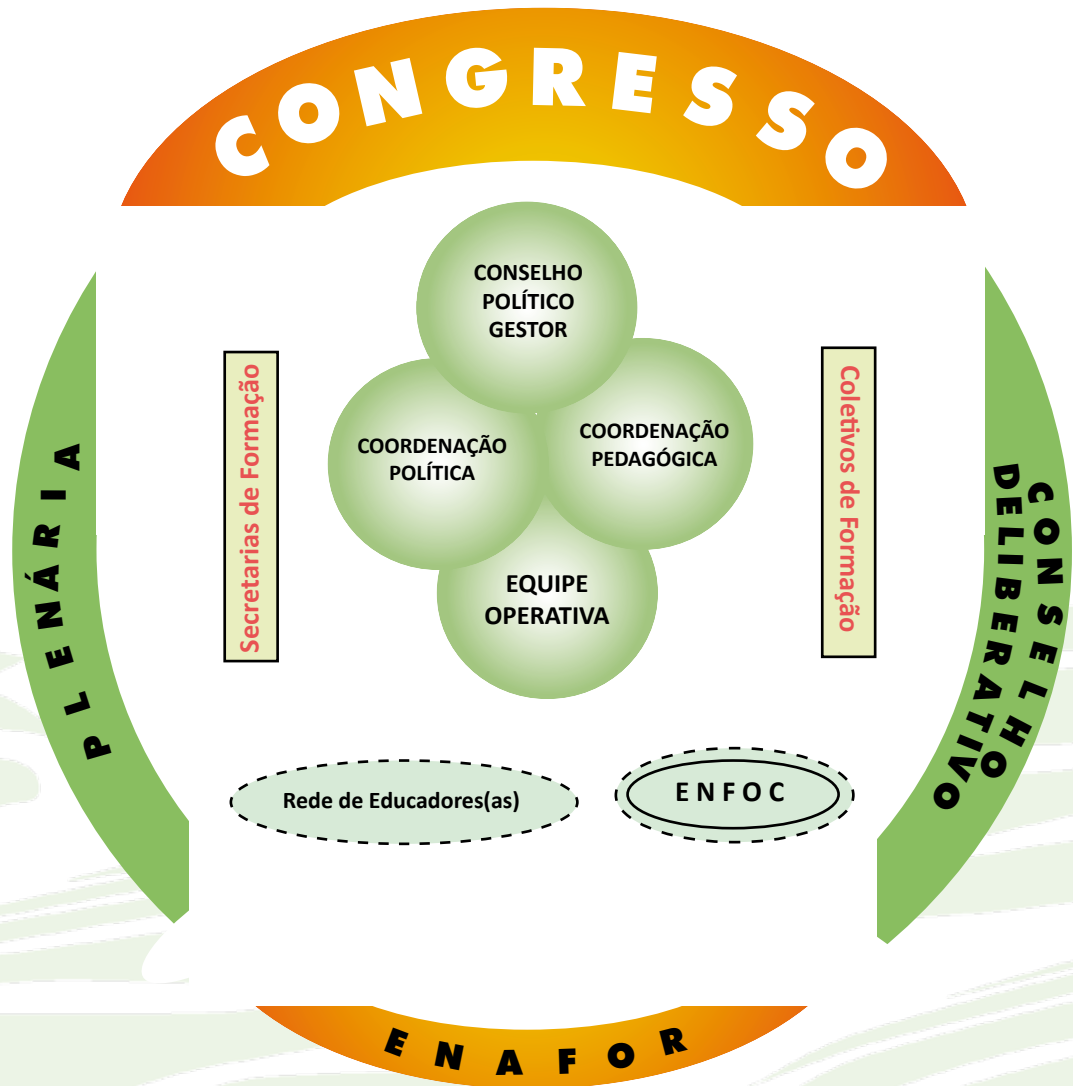 CONGRESSO
CONSELHO
POLÍTICO
GESTOR
COORDENAÇÃO
POLÍTICA
COORDENAÇÃO
PEDAGÓGICA
EQUIPE
OPERATIVA
Secretarias de Formação
Coletivos de Formação
PLENÁRIA
CONSELHO
DELIBERATIVO
Rede de Educadores(as)
ENFOC
ENAFOR